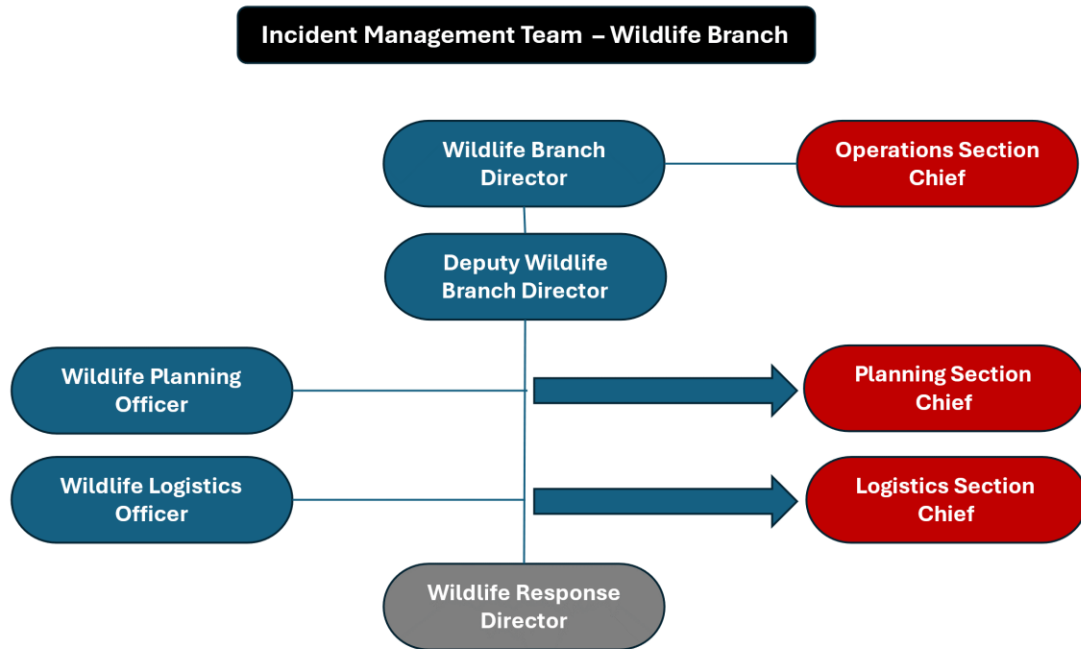 Incident Management Team – Wildlife Branch
Wildlife Branch
Director
Operations Section
Chief
Deputy Wildlife
Branch Director
Wildlife Planning
Officer
Planning Section
Chief
Wildlife Logistics
Officer
Logistics Section
Chief
Wildlife Response
Director